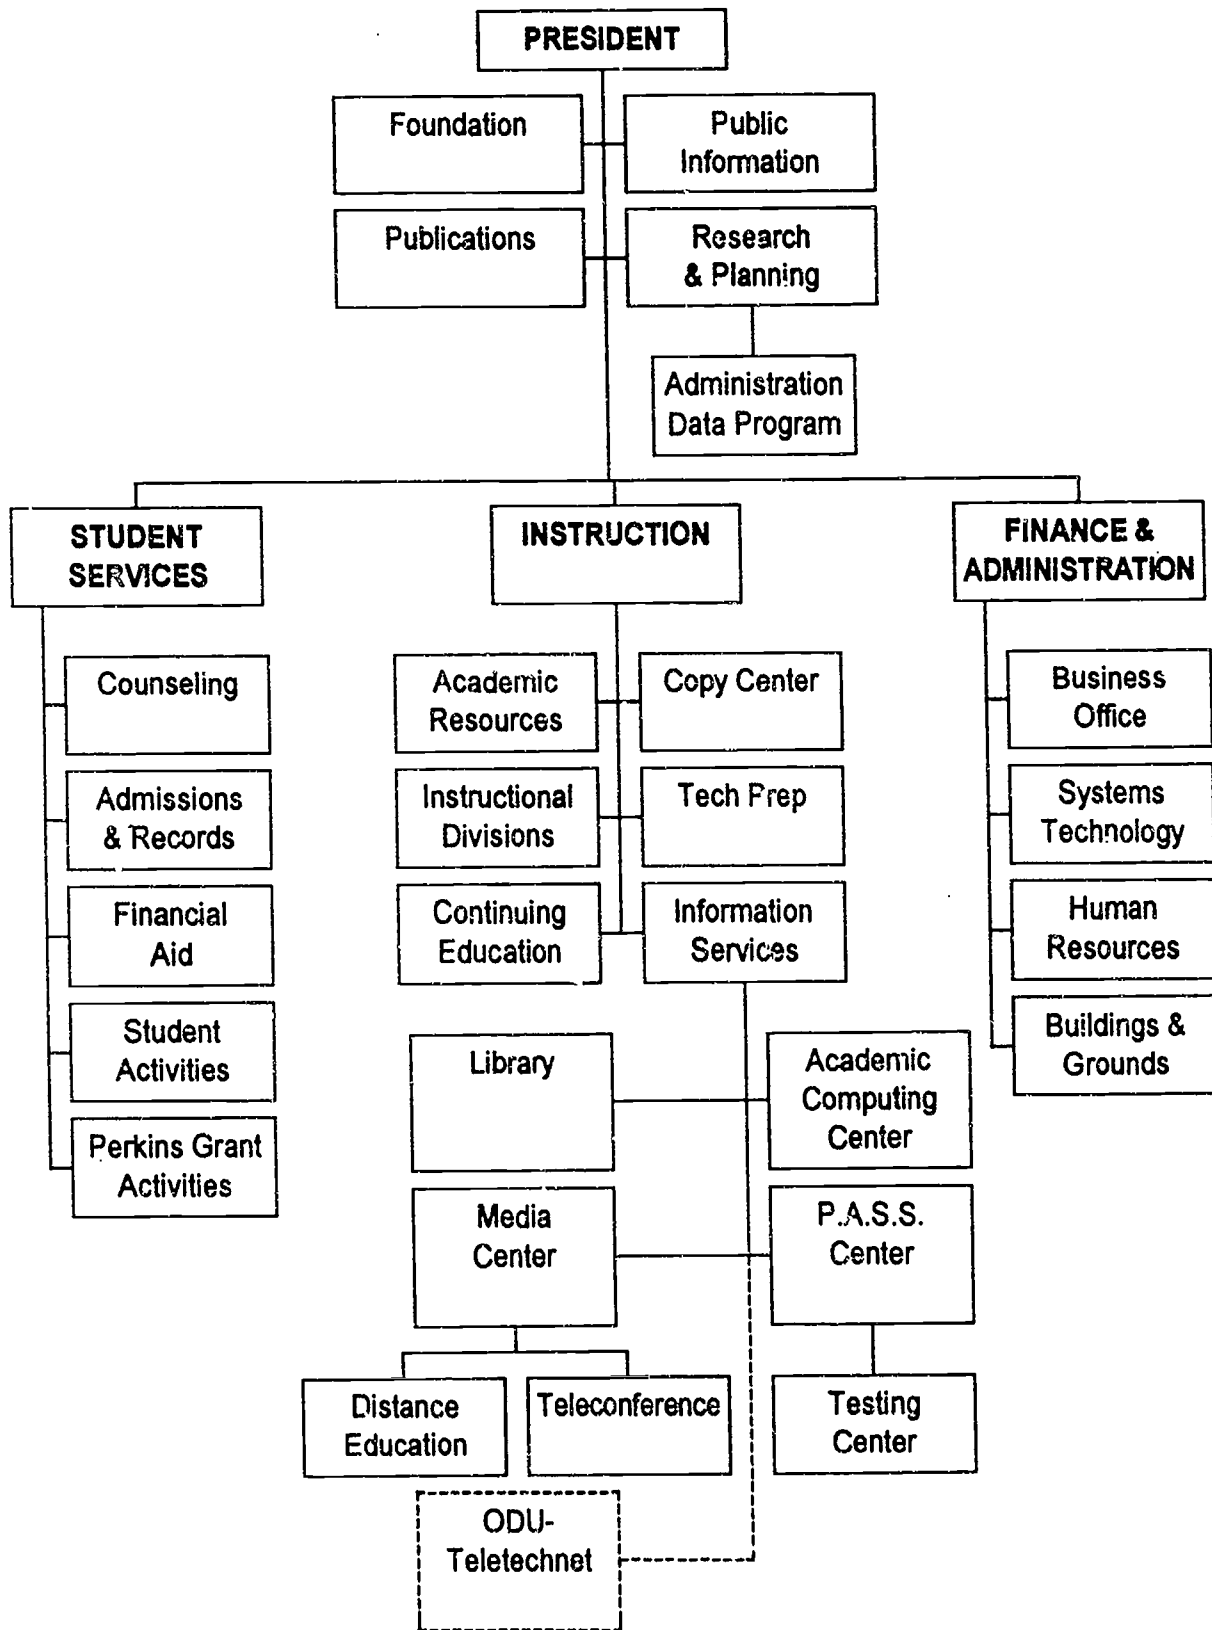 PRESIDENT
Foundation
Public
Information
Publications
Research
& Planning
Administration
Data Program
STUDENT
SERVICES
INSTRUCTION
FINANCE &
ADMINISTRATION
Counseling
Admissions
& Records
Financial
Aid
Student
Activities
Perkins Grant
Activities
Academic
Resources
Copy Center
Instructional
Divisions
Tech Prep
Continuing
Education
Information
Services
Business
Office
Systems
Technology
Human
Resources
Buildings &
Grounds
Library
Academic
Computing
Center
Media
Center
P.A.S.S.
Center
Distance
Education
Teleconference
Testing
Center
ODU-
Teletechnet